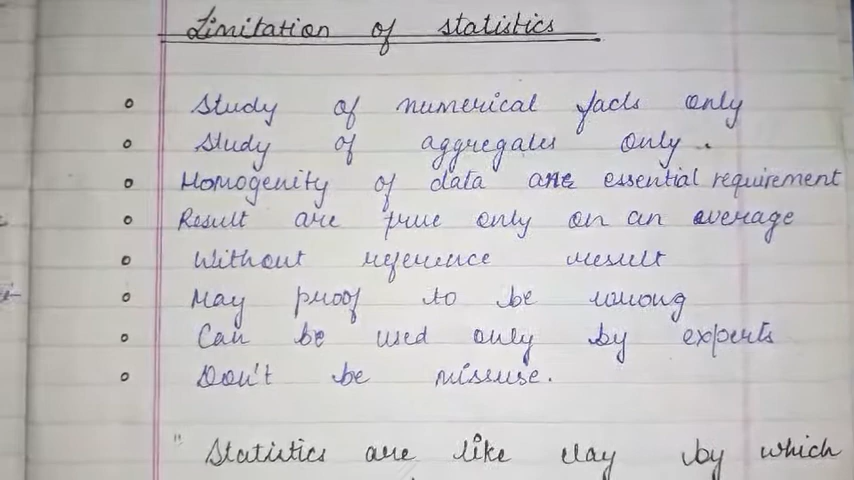 Limitation of statistics
Study of numerical facts only
Study of aggregates only.
Homogenity of data are essential requirement
Result are true only on an average
Without reference result
May proof to be wrong
Can be used only by experts
Don't be missuse.
" Statistics are like clay by which